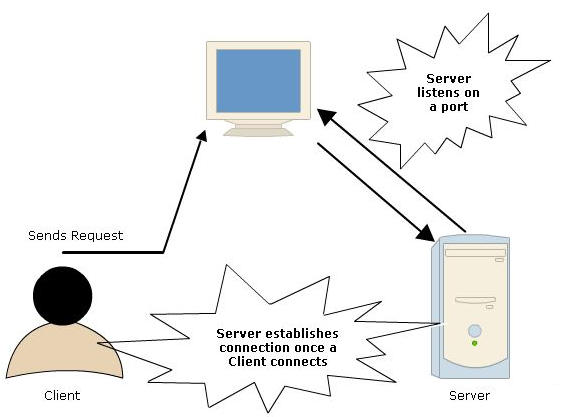 Server
listens on
a port
Sends Request
Server establishes
connection once a
Client connects
Client
Server